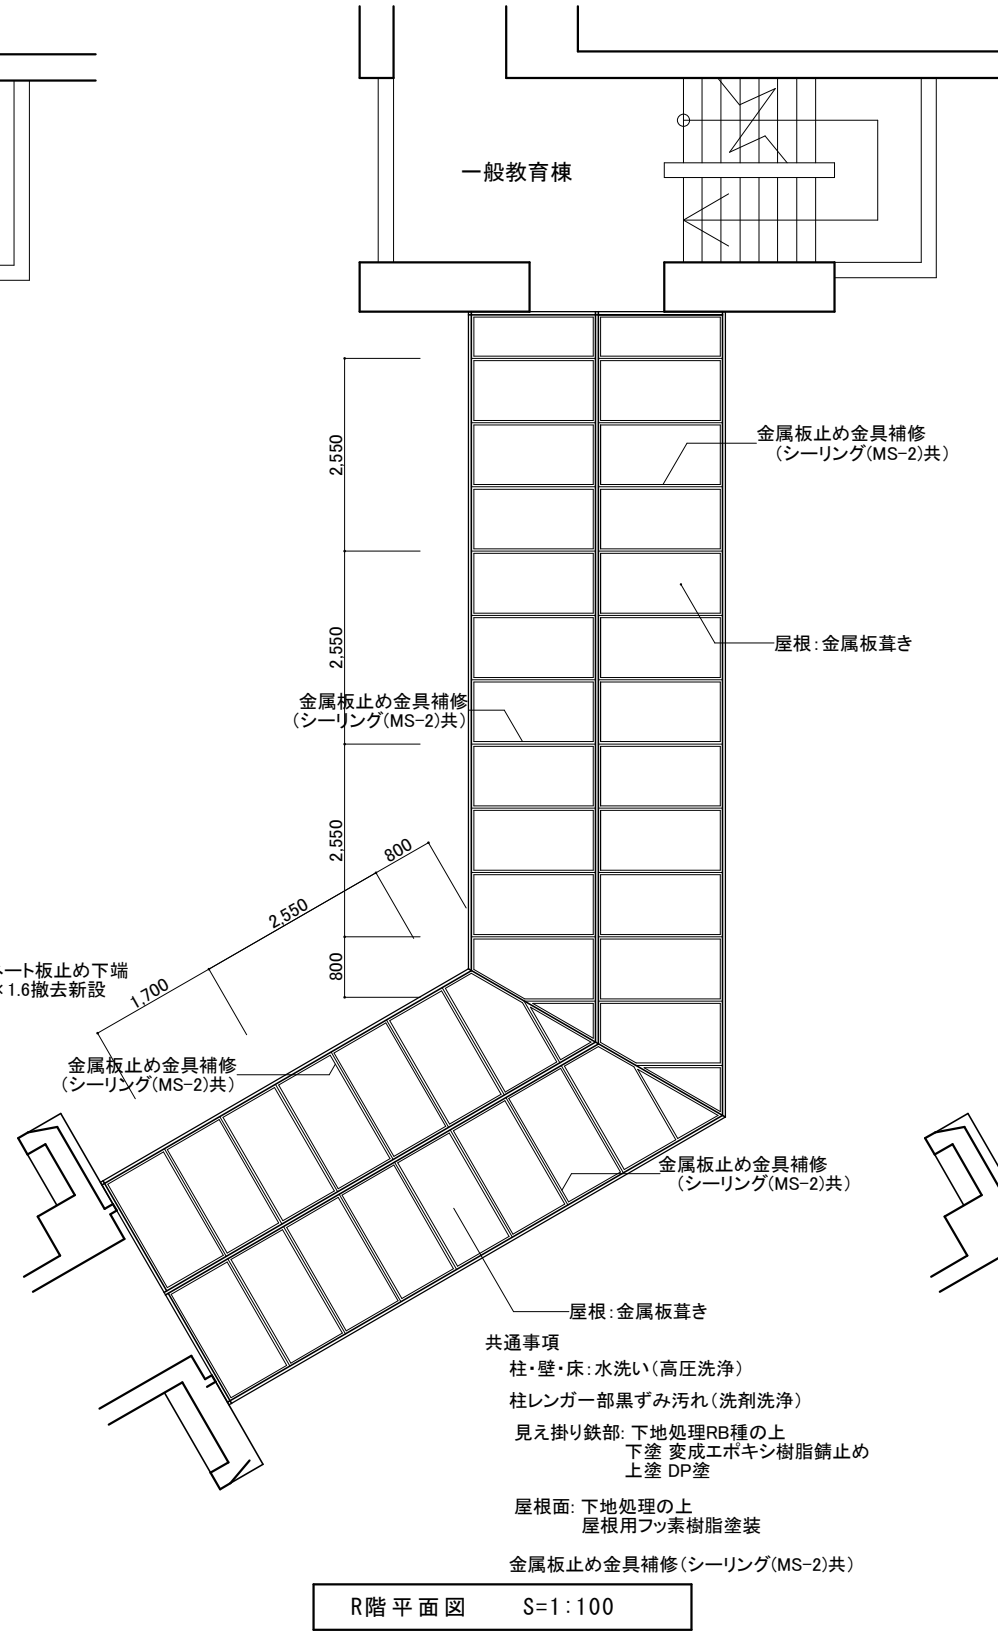 一般教育棟
金属板止め金具補修
(シーリング(MS-2)共)
2,550
屋根:金属板葺き
2,550
金属板止め金具補修
(シーリング(MS-2)共)
2,550
800
800
2,550
1,700
ート板止め下端
×1.6撤去新設
金属板止め金具補修
(シーリング(MS-2)共)
金属板止め金具補修
(シーリング(MS-2)共)
屋根:金属板葺き
共通事項
柱・壁・床:水洗い(高圧洗浄)
柱レンガ一部黒ずみ汚れ(洗剤洗浄)
見え掛り鉄部: 下地処理RB種の上
下塗 変成エポキシ樹脂錆止め
上塗 DP塗
屋根面: 下地処理の上
屋根用フッ素樹脂塗装
金属板止め金具補修(シーリング(MS-2)共)
R階平面図 S=1:100